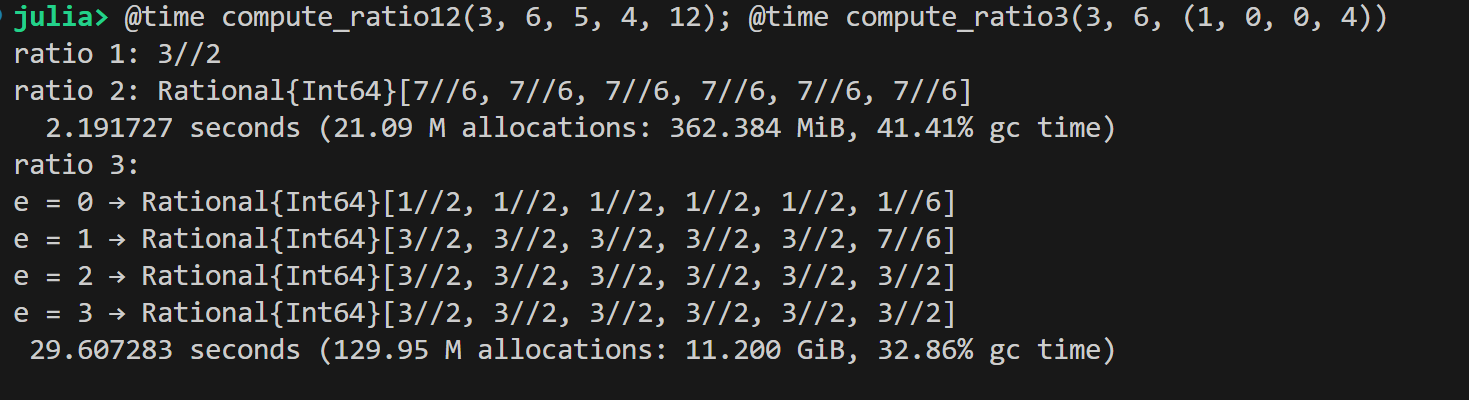 julia> @time compute_ratio12(3, 6, 5, 4, 12); @time compute_ratio3(3, 6, (1, 0, 0, 4))
ratio 1: 3//2
ratio 2: Rational{Int64}[7//6, 7//6, 7//6, 7//6, 7//6, 7//6]
  2.191727 seconds (21.09 M allocations: 362.384 MiB, 41.41% gc time)
ratio 3:
e = 0 → Rational{Int64}[1//2, 1//2, 1//2, 1//2, 1//2, 1//6]
e = 1 → Rational{Int64}[3//2, 3//2, 3//2, 3//2, 3//2, 7//6]
e = 2 → Rational{Int64}[3//2, 3//2, 3//2, 3//2, 3//2, 3//2]
e = 3 → Rational{Int64}[3//2, 3//2, 3//2, 3//2, 3//2, 3//2]
 29.607283 seconds (129.95 M allocations: 11.200 GiB, 32.86% gc time)